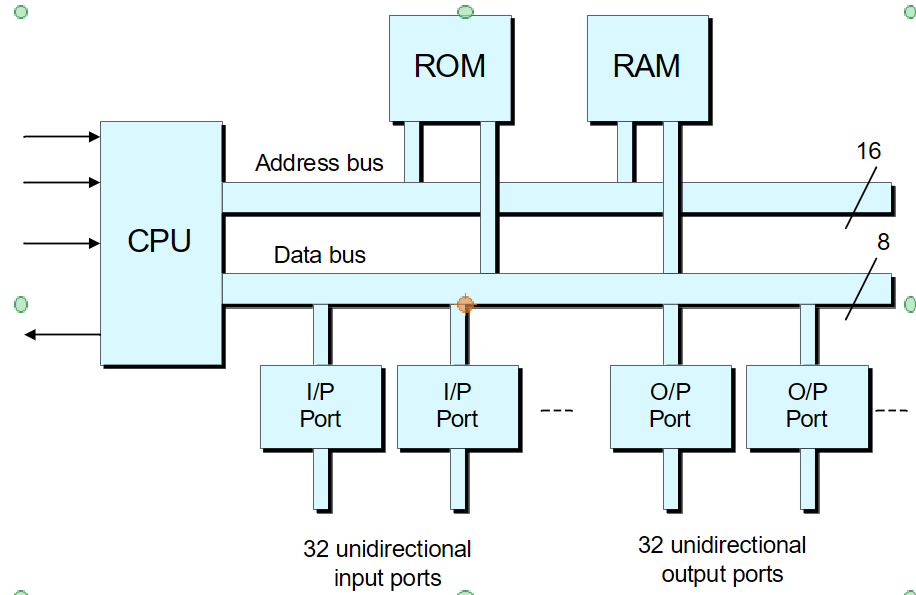 ROM
RAM
Address bus
16
CPU
Data bus
8
I/P
Port
I/P
Port
O/P
Port
O/P
Port
32 unidirectional
input ports
32 unidirectional
output ports